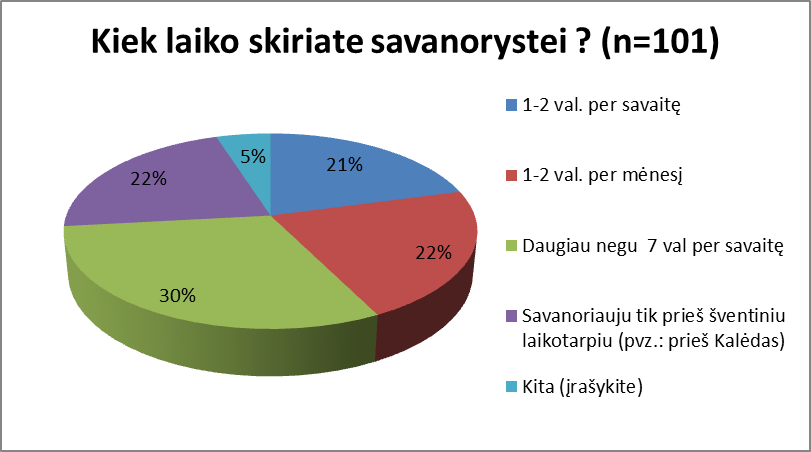 Kiek laiko skiriate savanorystei ? (n=101)
1-2 val. per savaitę
1-2 val. per mėnesį
Daugiau negu  7 val per savaitę
Savanoriauju tik prieš šventiniu
laikotarpiu (pvz.: prieš Kalėdas)
Kita (įrašykite)
5%
21%
22%
22%
30%